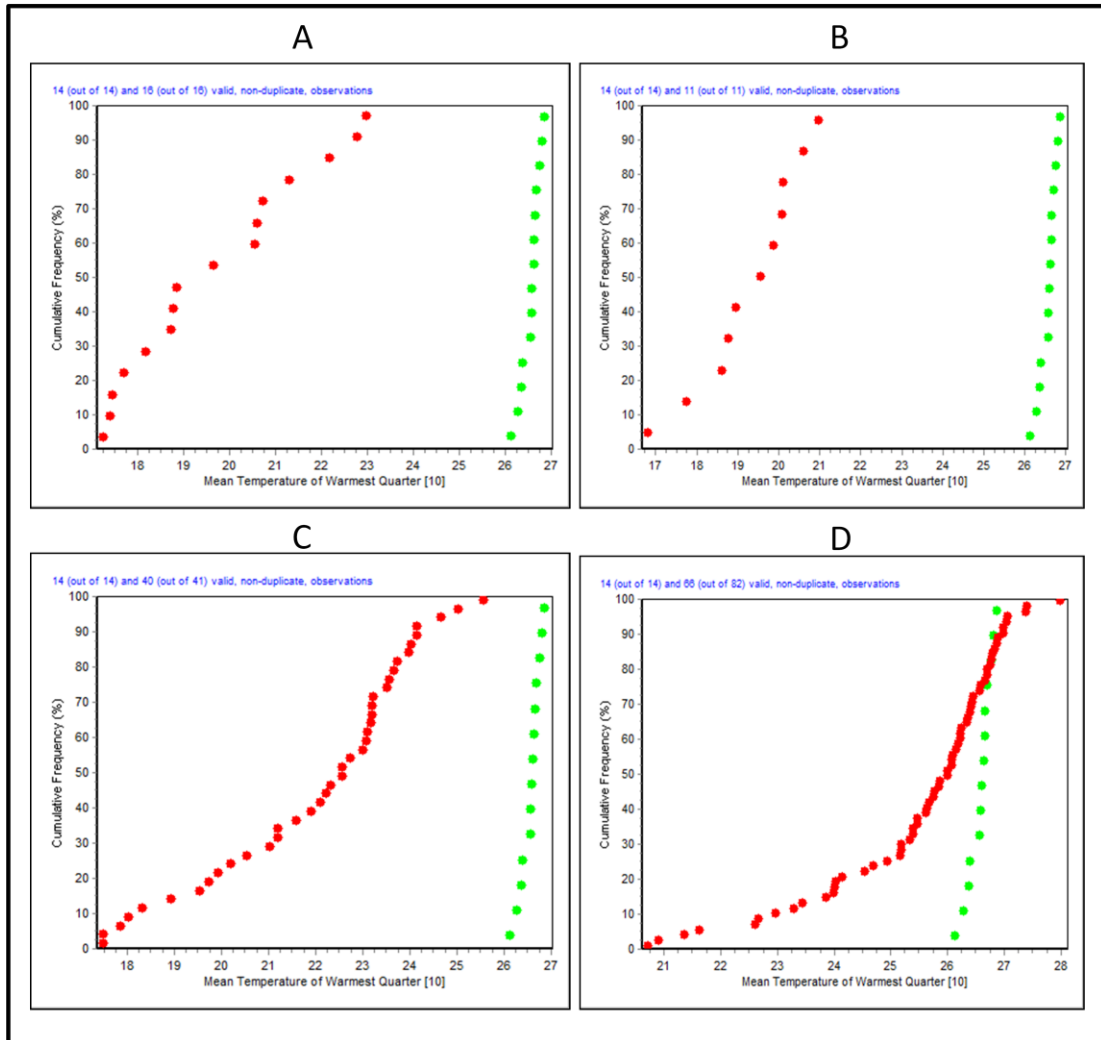 A
14 (out of 14) and 16 (out of 16) valid, non-duplicate, observations
100
90
80
70
60
50
40
30
20
10
0
Cumulative Frequency (%)
18 19 20 21 22 23 24 25 26 27
Mean Temperature of Warmest Quarter [10]
B
14 (out of 14) and 11 (out of 11) valid, non-duplicate, observations
100
90
80
70
60
50
40
30
20
10
0
Cumulative Frequency (%)
17 18 19 20 21 22 23 24 25 26 27
Mean Temperature of Warmest Quarter [10]
C
14 (out of 14) and 40 (out of 41) valid, non-duplicate, observations
100
90
80
70
60
50
40
30
20
10
0
Cumulative Frequency (%)
18 19 20 21 22 23 24 25 26 27
Mean Temperature of Warmest Quarter [10]
D
14 (out of 14) and 66 (out of 82) valid, non-duplicate, observations
100
90
80
70
60
50
40
30
20
10
0
Cumulative Frequency (%)
21 22 23 24 25 26 27 28
Mean Temperature of Warmest Quarter [10]